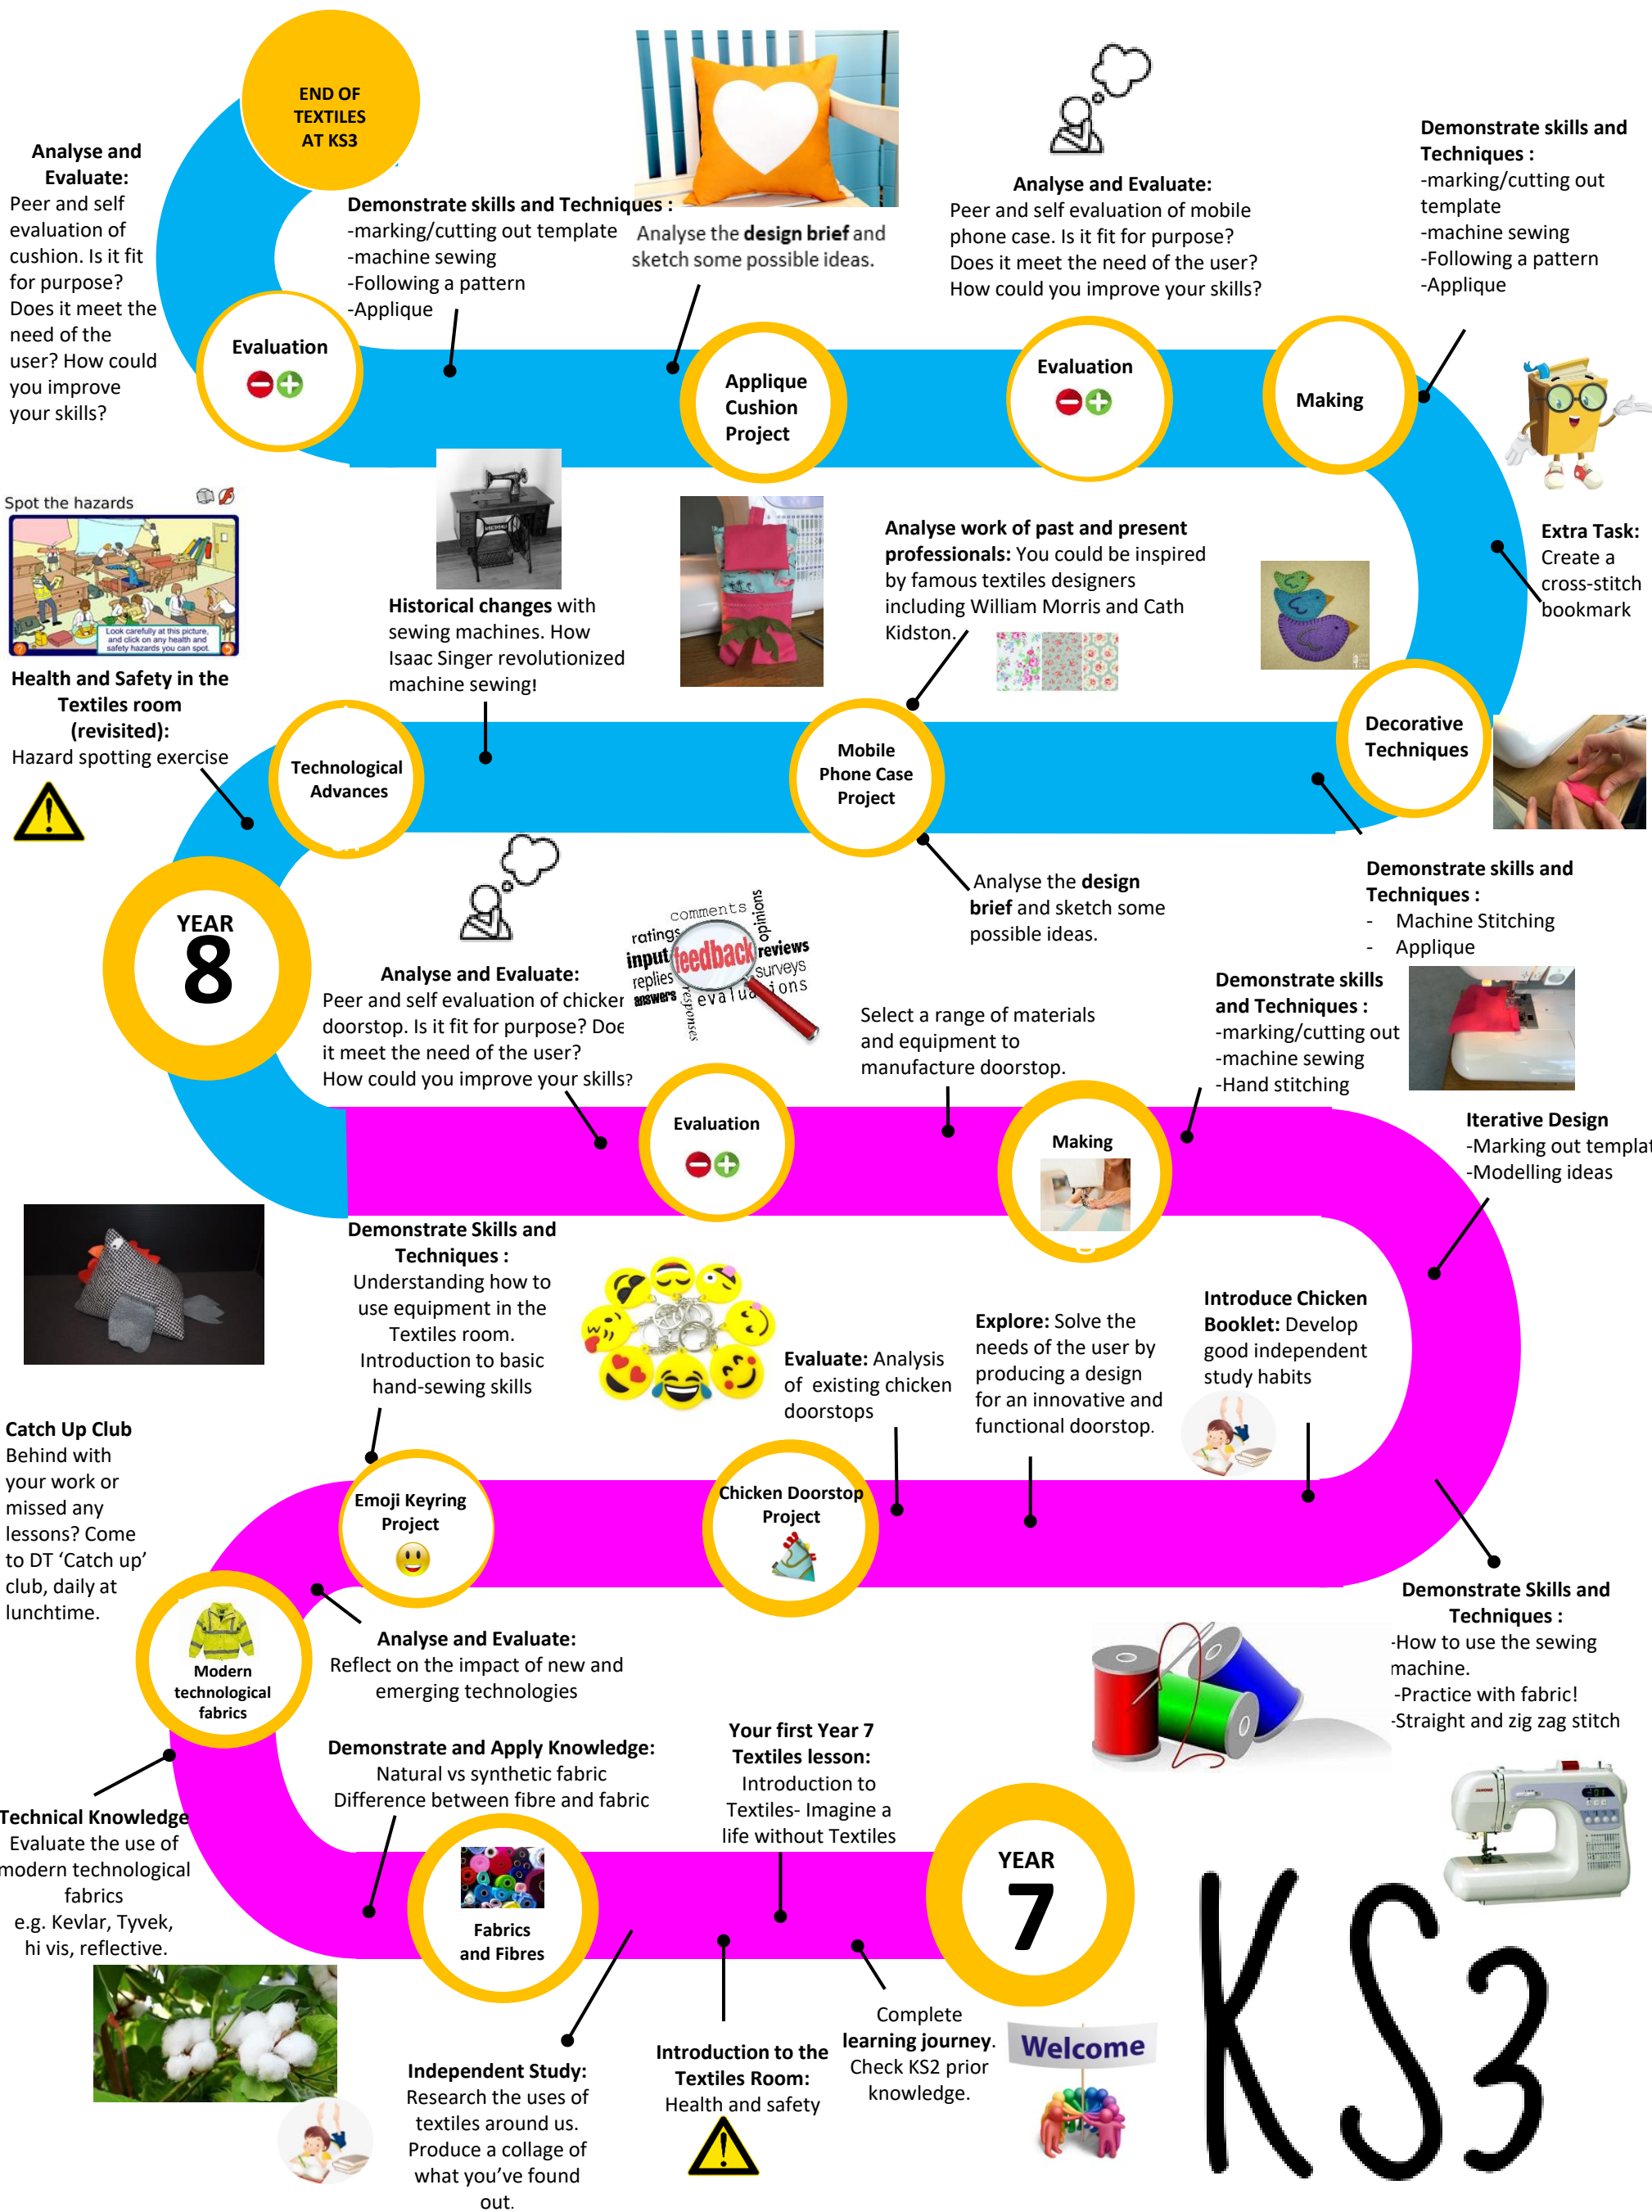 END OF
TEXTILES
AT KS3
Analyse and
Evaluate:
Peer and self
evaluation of
cushion. Is it fit
for purpose?
Does it meet the
need of the
user? How could
you improve
your skills?
Demonstrate skills and Techniques :
-marking/cutting out template
-machine sewing
-Following a pattern
-Applique
Analyse the design brief and
sketch some possible ideas.
Analyse and Evaluate:
Peer and self evaluation of mobile
phone case. Is it fit for purpose?
Does it meet the need of the user?
How could you improve your skills?
Demonstrate skills and
Techniques :
-marking/cutting out
template
-machine sewing
-Following a pattern
-Applique
Evaluation
Applique
Cushion
Project
Evaluation
Making
Spot the hazards
Look carefully at this picture,
and click on any health and
safety hazards you can spot.
Health and Safety in the
Textiles room
(revisited):
Hazard spotting exercise
Historical changes with
sewing machines. How
Isaac Singer revolutionized
machine sewing!
Analyse work of past and present
professionals: You could be inspired
by famous textiles designers
including William Morris and Cath
Kidston.
Extra Task:
Create a
cross-stitch
bookmark
Technological
Advances
Mobile
Phone Case
Project
Decorative
Techniques
YEAR
8
Analyse the design
brief and sketch some
possible ideas.
Demonstrate skills and
Techniques :
- Machine Stitching
- Applique
Analyse and Evaluate:
Peer and self evaluation of chicken
doorstop. Is it fit for purpose? Doe
it meet the need of the user?
How could you improve your skills?
comments
opinions
ratings
input
feedback
reviews
replies
surveys
answers
responses
evaluations
Select a range of materials
and equipment to
manufacture doorstop.
Demonstrate skills
and Techniques :
-marking/cutting out
-machine sewing
-Hand stitching
Evaluation
Making
Iterative Design
-Marking out templat
-Modelling ideas
Demonstrate Skills and
Techniques :
Understanding how to
use equipment in the
Textiles room.
Introduction to basic
hand-sewing skills
Evaluate: Analysis
of existing chicken
doorstops
Explore: Solve the
needs of the user by
producing a design
for an innovative and
functional doorstop.
Introduce Chicken
Booklet: Develop
good independent
study habits
Catch Up Club
Behind with
your work or
missed any
lessons? Come
to DT ‘Catch up’
club, daily at
lunchtime.
Emoji Keyring
Project
Chicken Doorstop
Project
Modern
technological
fabrics
Analyse and Evaluate:
Reflect on the impact of new and
emerging technologies
Demonstrate Skills and
Techniques :
-How to use the sewing
machine.
-Practice with fabric!
-Straight and zig zag stitch
Technical Knowledge
Evaluate the use of
modern technological
fabrics
e.g. Kevlar, Tyvek,
hi vis, reflective.
Demonstrate and Apply Knowledge:
Natural vs synthetic fabric
Difference between fibre and fabric
Your first Year 7
Textiles lesson:
Introduction to
Textiles- Imagine a
life without Textiles
Fabrics
and Fibres
YEAR
7
JANOME
KS3
Independent Study:
Research the uses of
textiles around us.
Produce a collage of
what you’ve found
out.
Introduction to the
Textiles Room:
Health and safety
Complete
learning journey.
Check KS2 prior
knowledge.
Welcome